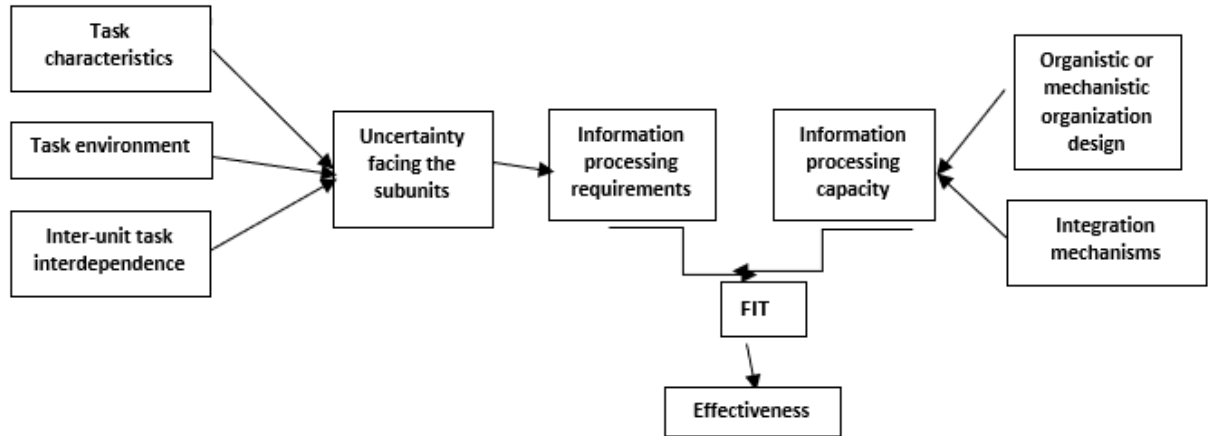 Task
characteristics
Task environment
Inter-unit task
interdependence
Uncertainty
facing the
subunits
Information
processing
requirements
Information
processing
capacity
Organistic or
mechanistic
organization
design
Integration
mechanisms
FIT
Effectiveness